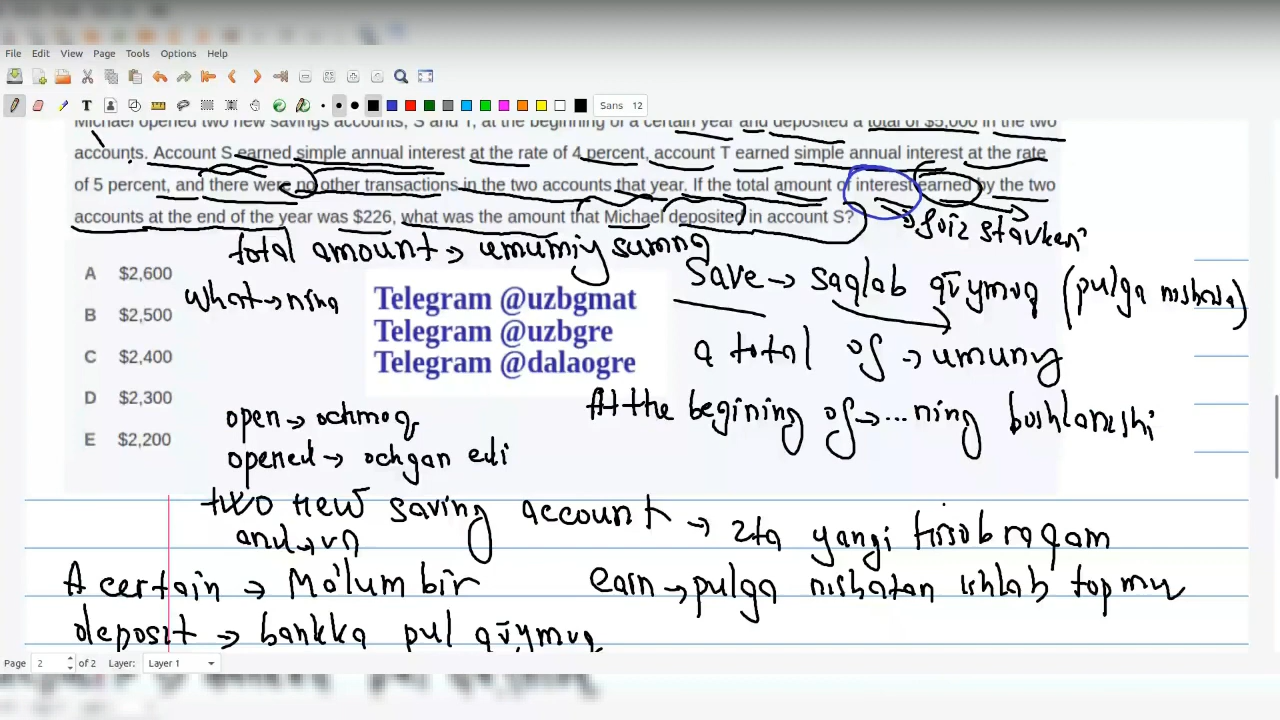 File Edit View Page Tools Options Help
Sans 12
Michael opened two new savings accounts, S and T, at the beginning of a certain year and deposited a total of $5,000 in the two
accounts. Account S earned simple annual interest at the rate of 4 percent, account T earned simple annual interest at the rate
of 5 percent, and there were no other transactions in the two accounts that year. If the total amount of interest earned by the two
accounts at the end of the year was $226, what was the amount that Michael deposited in account S?
→ foiz stavkasi
total amount → umumiy summa
A $2,600
what → nima
save → saqlab qo'ymoq (pulga nisbatan)
B $2,500
Telegram @uzbgmat
Telegram @uzbgre
Telegram @dalaogre
C $2,400
a total of → umumiy
D $2,300
At the begining of → ...ning boshlanishi
open → ochmoq
E $2,200
opened → ochgan edi
two new saving account → 2ta yangi hisob raqam
and → va
A certain → Ma'lum bir
earn → pulga nisbatan ishlab topmoq
deposit → bankka pul qo'ymoq
Page 2 of 2 Layer: Layer 1